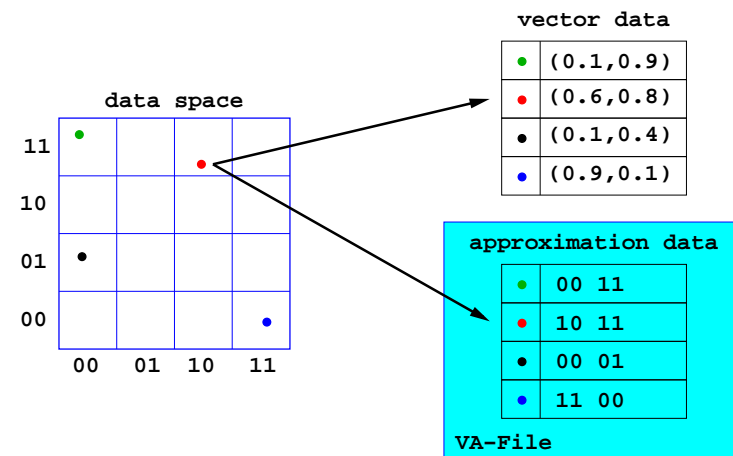 vector data
(0.1,0.9)
(0.6,0.8)
(0.1,0.4)
(0.9,0.1)
data space
11
10
01
00
00 01 10 11
approximation data
00 11
10 11
00 01
11 00
VA-File